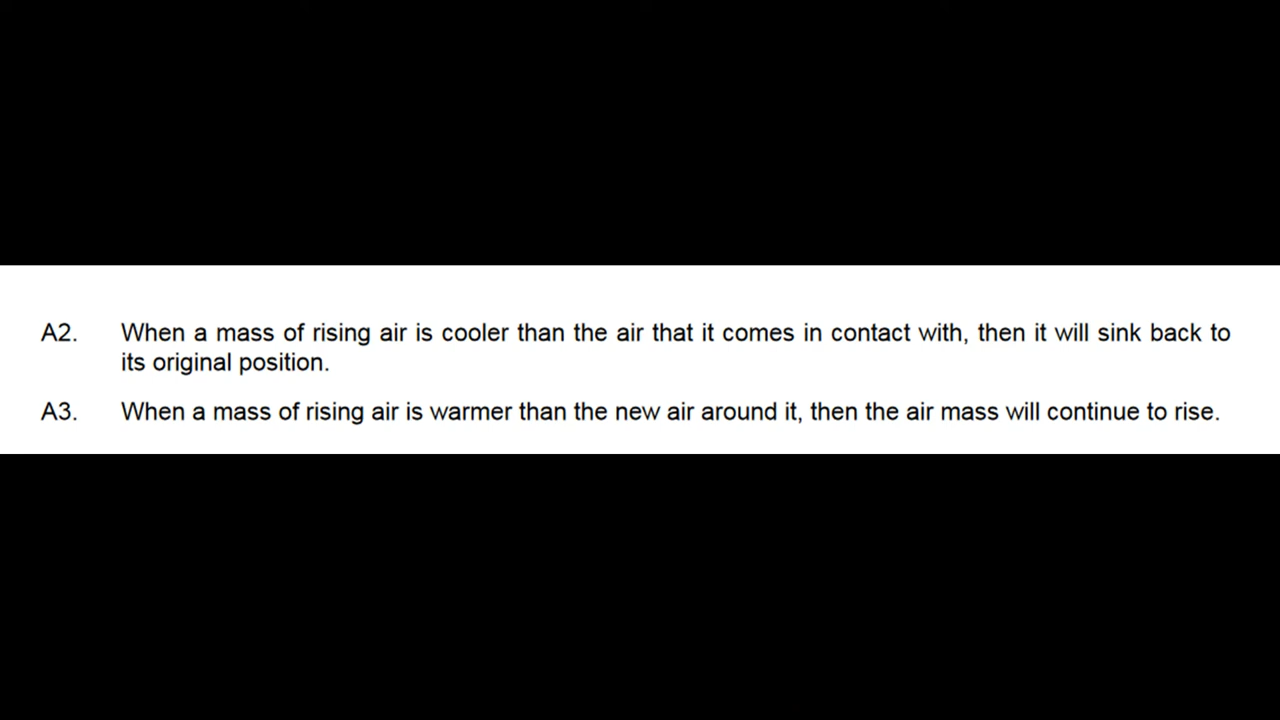 A2. When a mass of rising air is cooler than the air that it comes in contact with, then it will sink back to
its original position.
A3. When a mass of rising air is warmer than the new air around it, then the air mass will continue to rise.